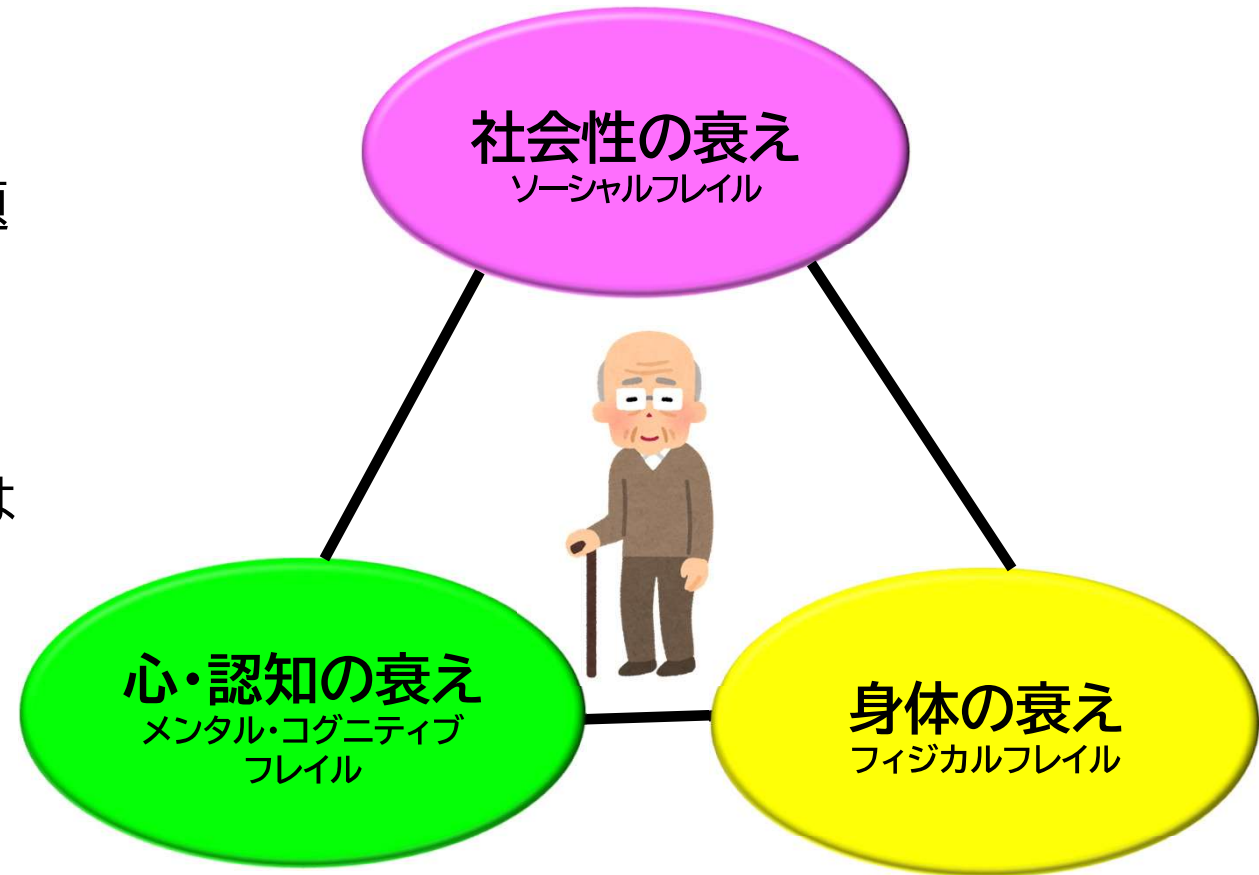 社会性の衰え
ソーシャルフレイル
は
心・認知の衰え
メンタル・コグニティブ
フレイル
身体の衰え
フィジカルフレイル